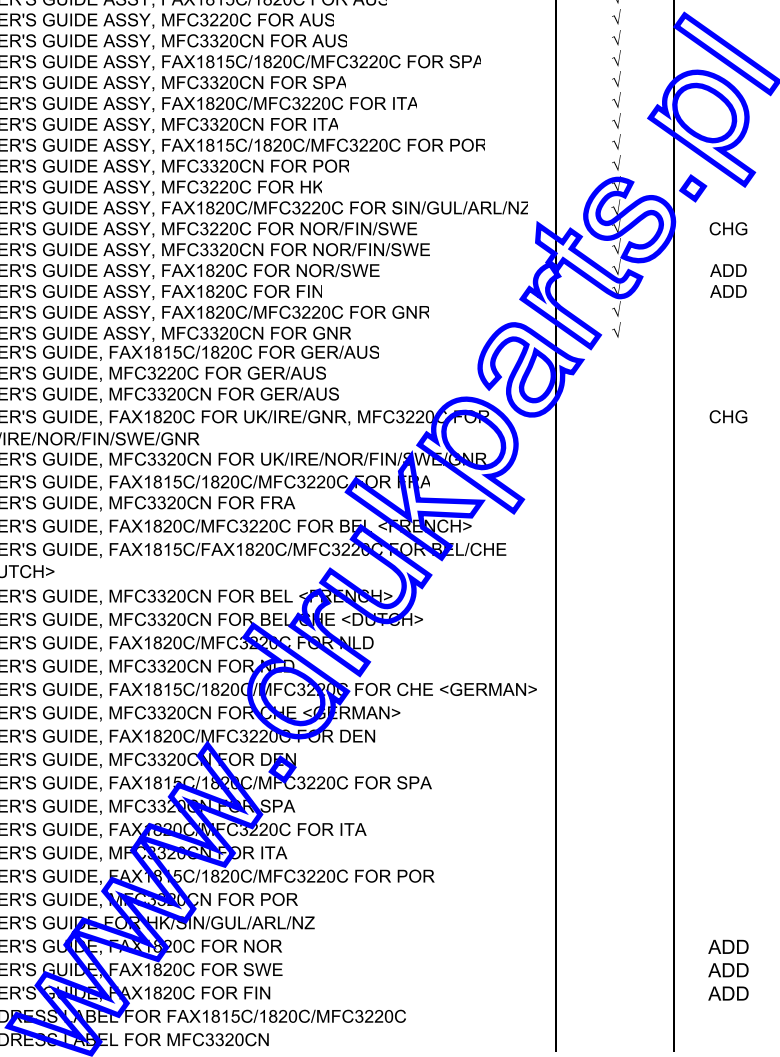 ER'S GUIDE ASSY, FAX1815C/1820C FOR AUS √
ER'S GUIDE ASSY, MFC3220C FOR AUS √
ER'S GUIDE ASSY, MFC3320CN FOR AUS √
ER'S GUIDE ASSY, FAX1815C/1820C/MFC3220C FOR SPA √
ER'S GUIDE ASSY, MFC3320CN FOR SPA √
ER'S GUIDE ASSY, FAX1820C/MFC3220C FOR ITA √
ER'S GUIDE ASSY, MFC3320CN FOR ITA √
ER'S GUIDE ASSY, FAX1815C/1820C/MFC3220C FOR POR √
ER'S GUIDE ASSY, MFC3320CN FOR POR √
ER'S GUIDE ASSY, MFC3220C FOR HK √
ER'S GUIDE ASSY, FAX1820C/MFC3220C FOR SIN/GUL/ARL/NZ √
ER'S GUIDE ASSY, MFC3220C FOR NOR/FIN/SWE √ CHG
ER'S GUIDE ASSY, MFC3320CN FOR NOR/FIN/SWE √
ER'S GUIDE ASSY, FAX1820C FOR NOR/SWE √ ADD
ER'S GUIDE ASSY, FAX1820C FOR FIN √ ADD
ER'S GUIDE ASSY, FAX1820C/MFC3220C FOR GNR √
ER'S GUIDE ASSY, MFC3320CN FOR GNR √
ER'S GUIDE, FAX1815C/1820C FOR GER/AUS
ER'S GUIDE, MFC3220C FOR GER/AUS
ER'S GUIDE, MFC3320CN FOR GER/AUS
ER'S GUIDE, FAX1820C FOR UK/IRE/GNR, MFC3220C FOR CHG
/IRE/NOR/FIN/SWE/GNR
ER'S GUIDE, MFC3320CN FOR UK/IRE/NOR/FIN/SWE/GNR
ER'S GUIDE, FAX1815C/1820C/MFC3220C FOR FRA
ER'S GUIDE, MFC3320CN FOR FRA
ER'S GUIDE, FAX1820C/MFC3220C FOR BEL <FRENCH>
ER'S GUIDE, FAX1815C/FAX1820C/MFC3220C FOR BEL/CHE
UTCH>
ER'S GUIDE, MFC3320CN FOR BEL <FRENCH>
ER'S GUIDE, MFC3320CN FOR BEL/CHE <DUTCH>
ER'S GUIDE, FAX1820C/MFC3220C FOR NLD
ER'S GUIDE, MFC3320CN FOR NLD
ER'S GUIDE, FAX1815C/1820C/MFC3220C FOR CHE <GERMAN>
ER'S GUIDE, MFC3320CN FOR CHE <GERMAN>
ER'S GUIDE, FAX1820C/MFC3220C FOR DEN
ER'S GUIDE, MFC3320CN FOR DEN
ER'S GUIDE, FAX1815C/1820C/MFC3220C FOR SPA
ER'S GUIDE, MFC3320CN FOR SPA
ER'S GUIDE, FAX1820C/MFC3220C FOR ITA
ER'S GUIDE, MFC3320CN FOR ITA
ER'S GUIDE, FAX1815C/1820C/MFC3220C FOR POR
ER'S GUIDE, MFC3320CN FOR POR
ER'S GUIDE FOR HK/SIN/GUL/ARL/NZ
ER'S GUIDE, FAX1820C FOR NOR ADD
ER'S GUIDE, FAX1820C FOR SWE ADD
ER'S GUIDE, FAX1820C FOR FIN ADD
DRESS LABEL FOR FAX1815C/1820C/MFC3220C
DRESS LABEL FOR MFC3320CN
www.drukparts.pl